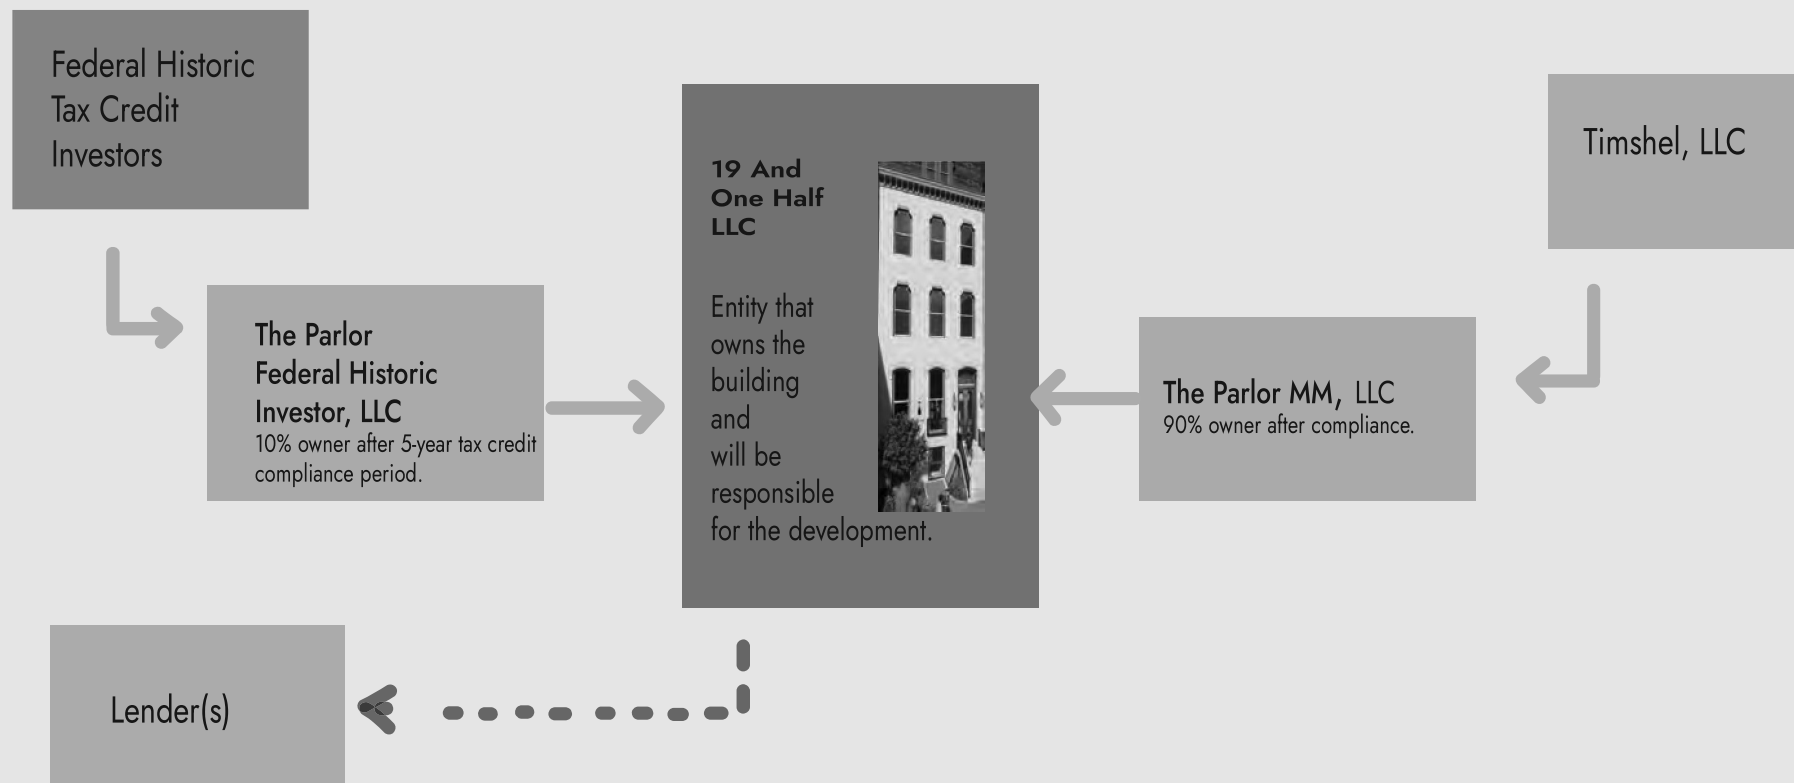 Federal Historic
Tax Credit
Investors
Timshel, LLC
19 And
One Half
LLC
Entity that
owns the
building
and
will be
responsible
for the development.
The Parlor
Federal Historic
Investor, LLC
10% owner after 5-year tax credit
compliance period.
The Parlor MM, LLC
90% owner after compliance.
Lender(s)